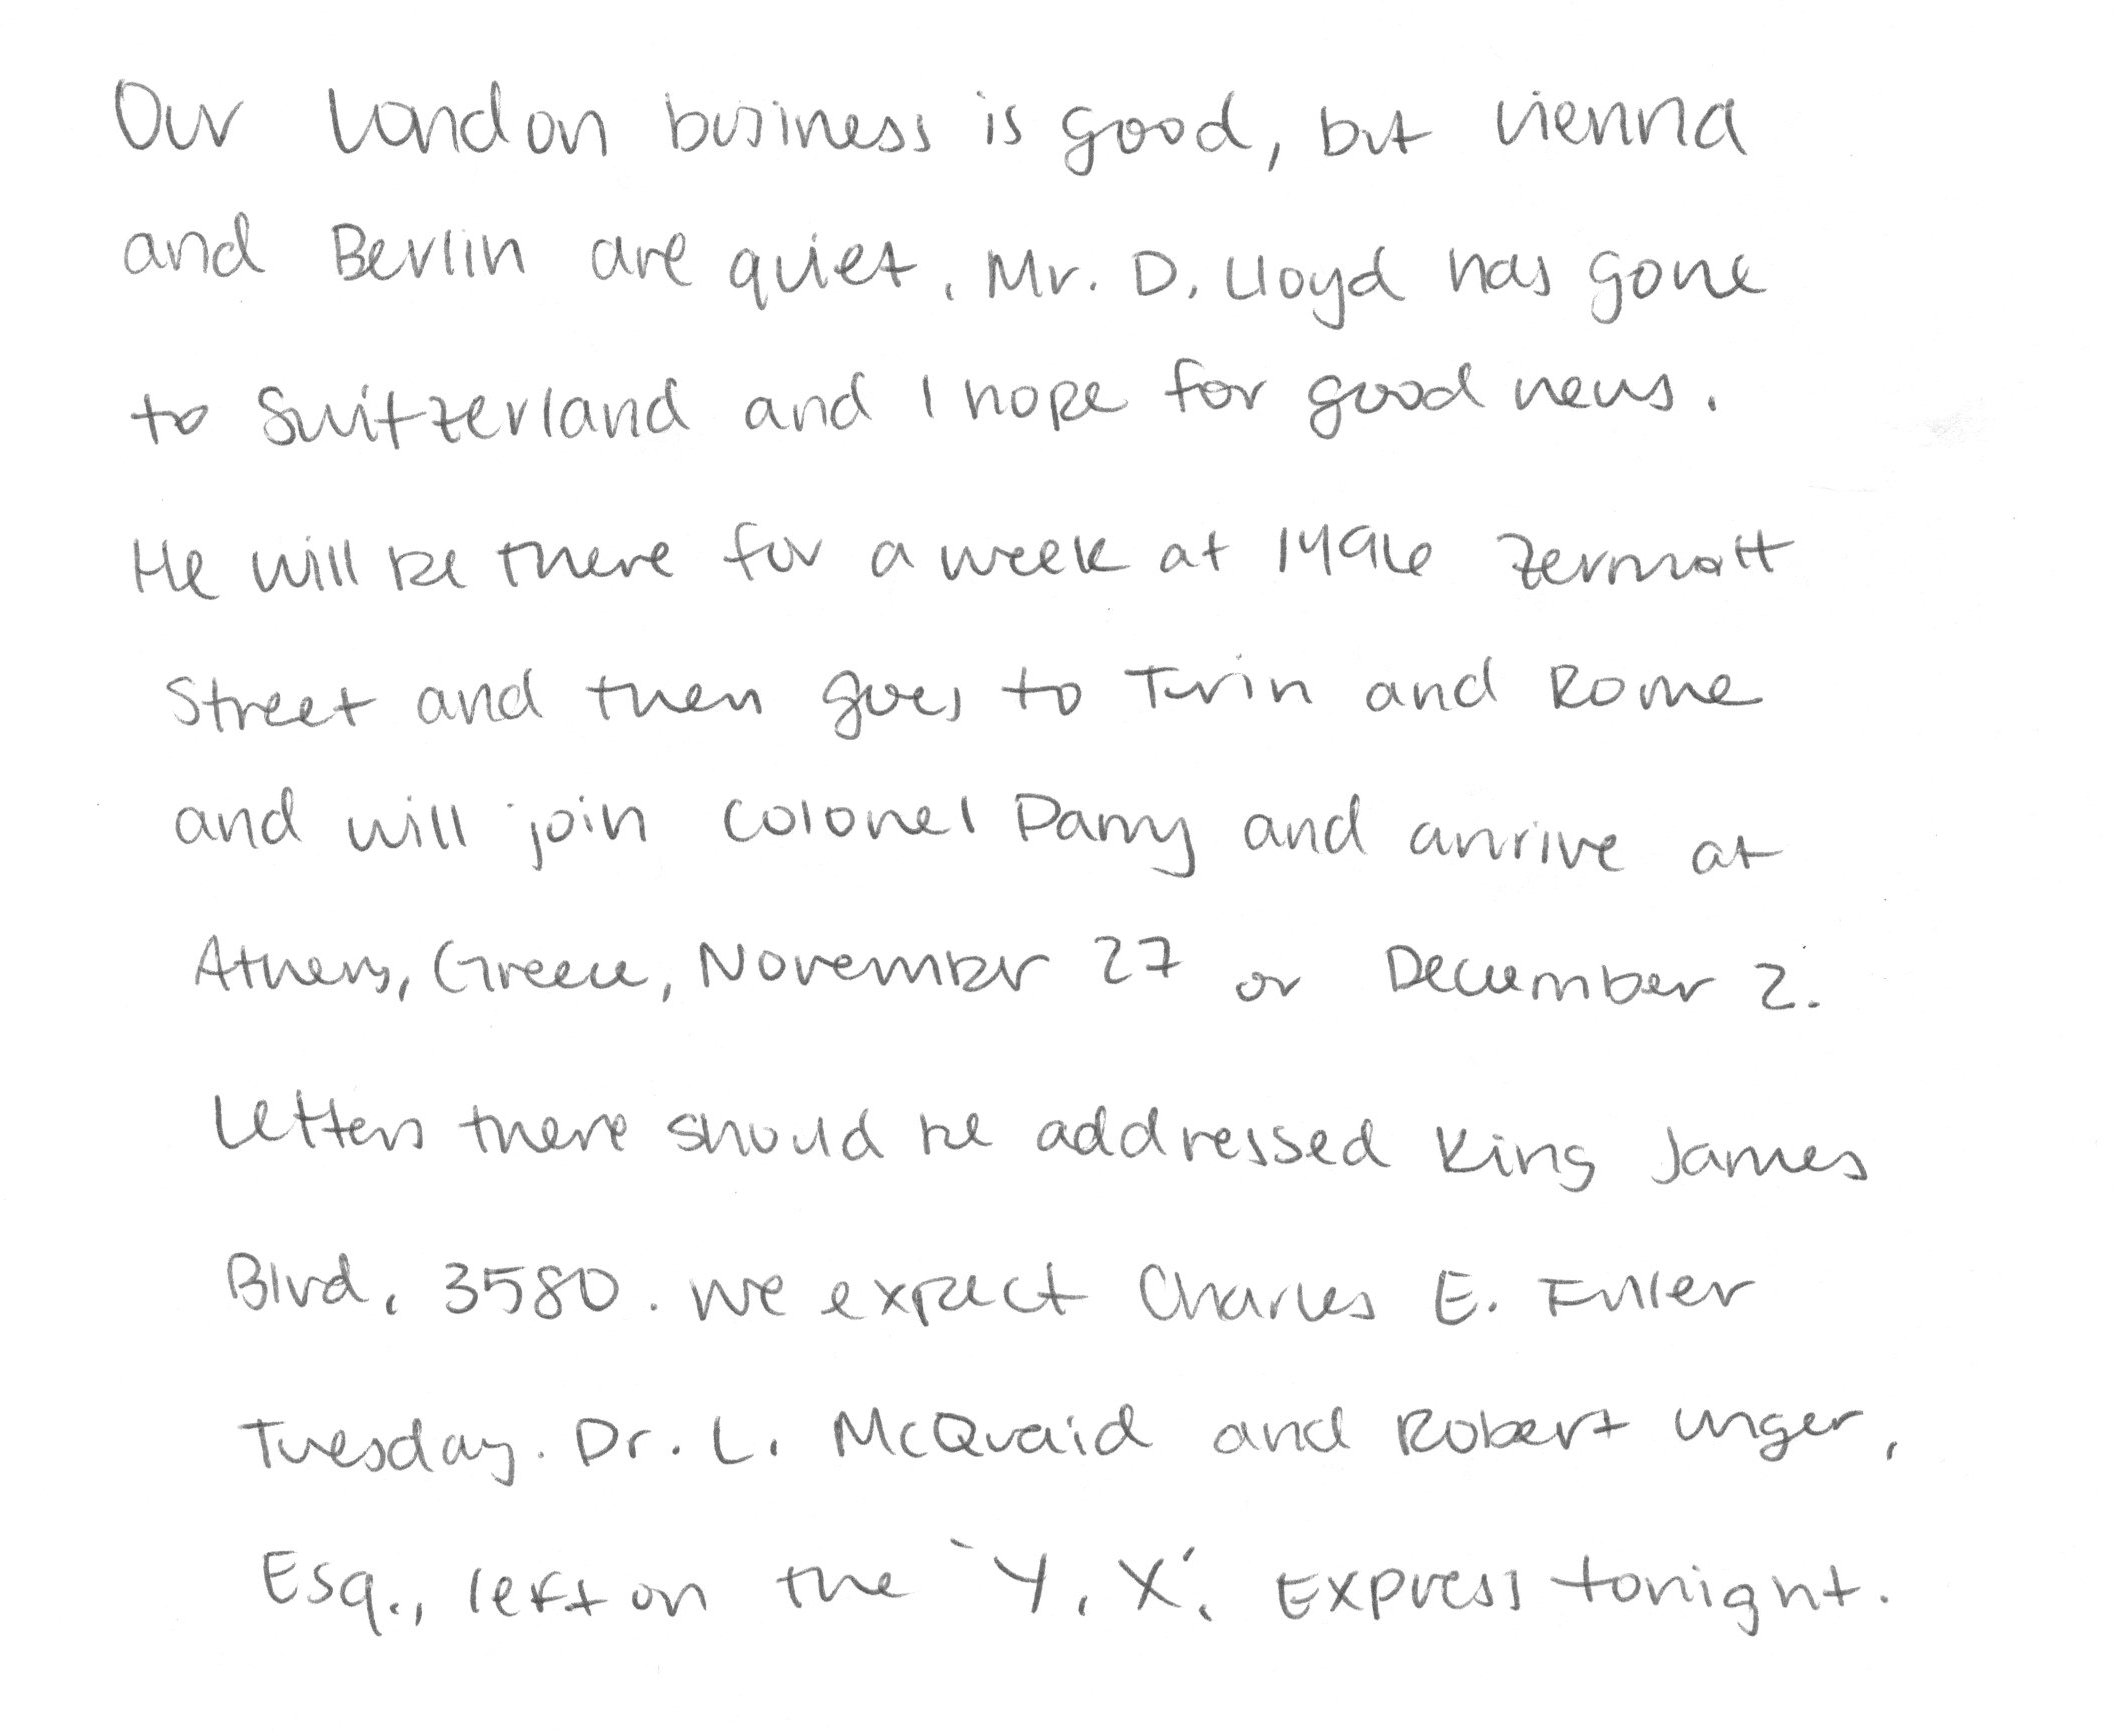 Our London business is good, but Vienna
and Berlin are quiet. Mr. D. Lloyd has gone
to Switzerland and I hope for good news.
He will be there for a week at 1496 Zermatt
Street and then goes to Turin and Rome
and will join Colonel Parry and arrive at
Athens, Greece, November 27 or December 2.
Letters there should be addressed King James
Blvd. 3580. We expect Charles E. Fuller
Tuesday. Dr. L. McQuaid and Robert Unger,
Esq., left on the 'Y. X.' Express tonight.